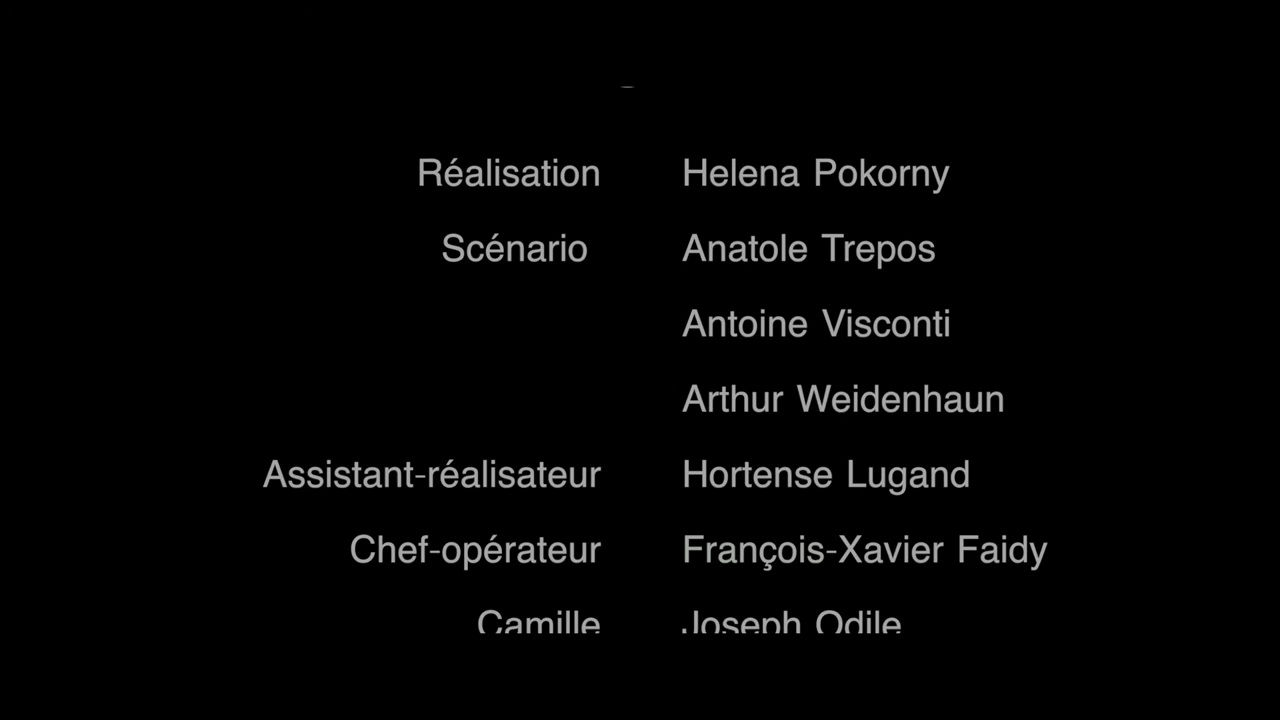 Réalisation Helena Pokorny
Scénario Anatole Trepos
Antoine Visconti
Arthur Weidenhaun
Assistant-réalisateur Hortense Lugand
Chef-opérateur François-Xavier Faidy
Camille Joseph Odile